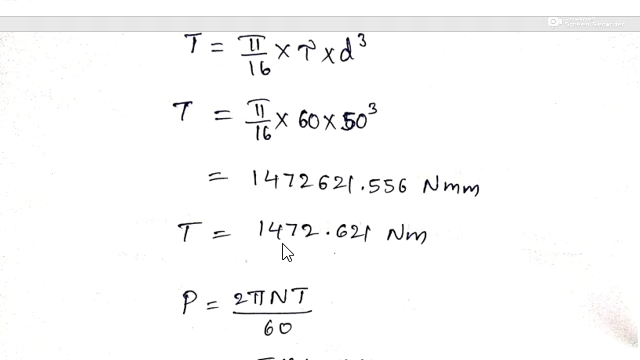 T = π/16 × τ × d³
T = π/16 × 60 × 50³
= 1472621.556 Nmm
T = 1472.621 Nm
P = 2πNT/60